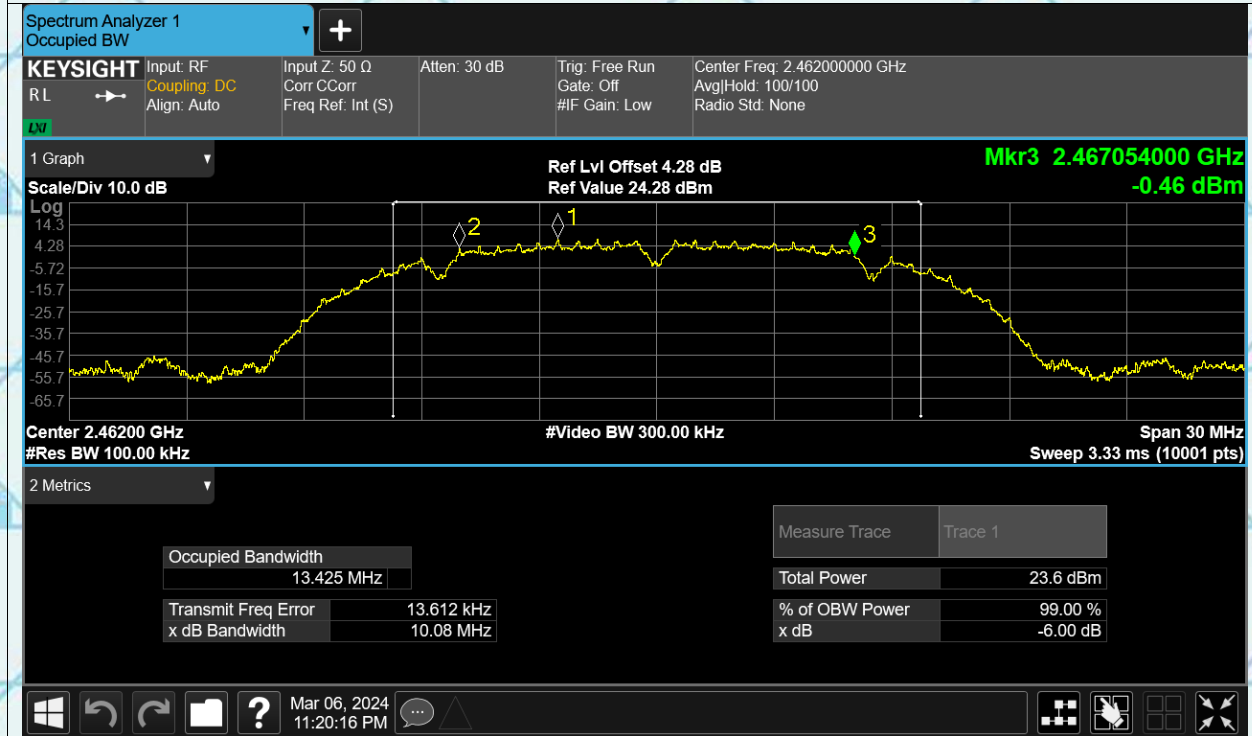 Spectrum Analyzer 1
Occupied BW
KEYSIGHT
RL
LXI
Input: RF
Coupling: DC
Align: Auto
Input Z: 50 Ω
Corr CCorr
Freq Ref: Int (S)
Atten: 30 dB
Trig: Free Run
Gate: Off
#IF Gain: Low
Center Freq: 2.462000000 GHz
Avg|Hold: 100/100
Radio Std: None
1 Graph
Scale/Div 10.0 dB
Ref Lvl Offset 4.28 dB
Ref Value 24.28 dBm
Mkr3 2.467054000 GHz
-0.46 dBm
Log
14.3
4.28
-5.72
-15.7
-25.7
-35.7
-45.7
-55.7
-65.7
2
1
3
Center 2.46200 GHz
#Res BW 100.00 kHz
#Video BW 300.00 kHz
Span 30 MHz
Sweep 3.33 ms (10001 pts)
2 Metrics
Occupied Bandwidth
13.425 MHz
Transmit Freq Error 13.612 kHz
x dB Bandwidth 10.08 MHz
Measure Trace Trace 1
Total Power 23.6 dBm
% of OBW Power 99.00 %
x dB -6.00 dB
?
Mar 06, 2024
11:20:16 PM